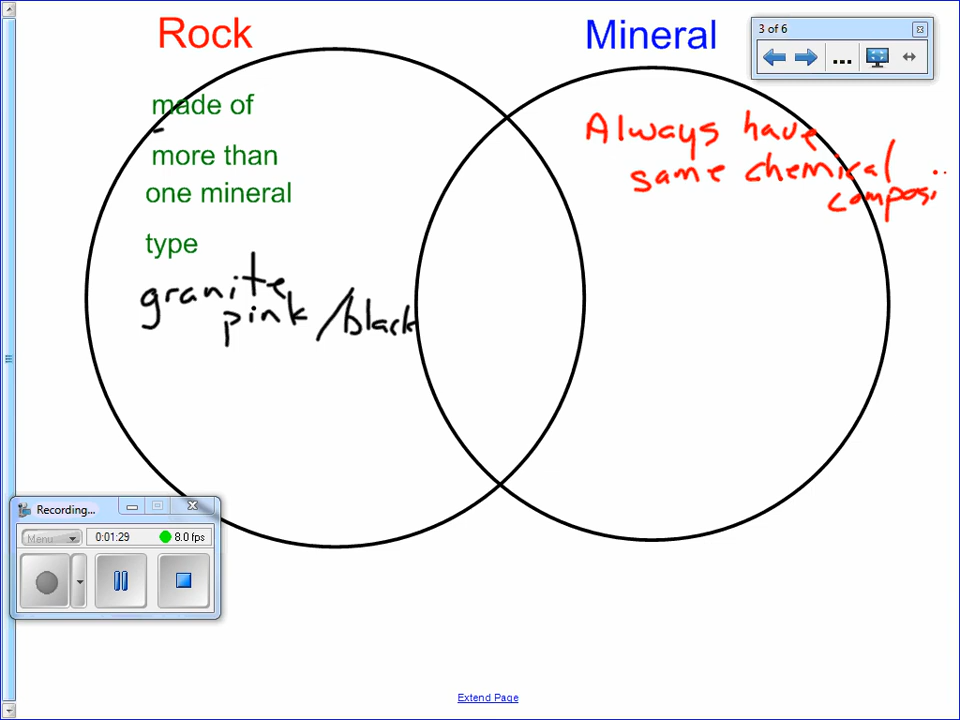 Rock
Mineral
3 of 6
made of
more than
one mineral
type
granite
pink/black
Always have
same chemical
composi
Recording...
Menu
0:01:29
8.0 fps
Extend Page